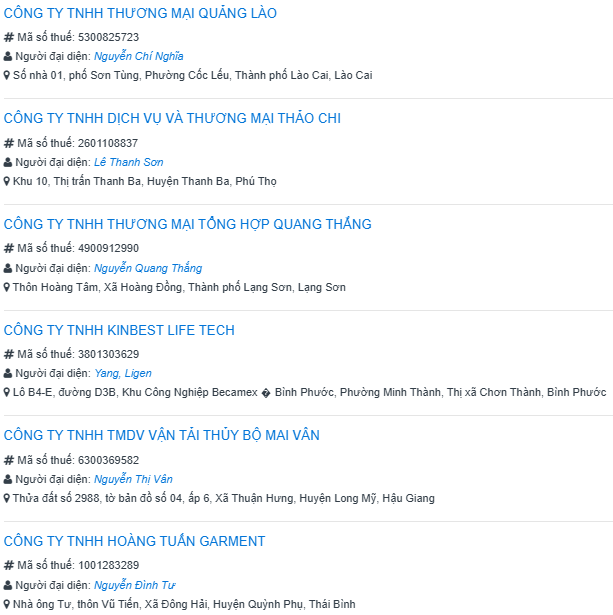 CÔNG TY TNHH THƯƠNG MẠI QUẢNG LÀO
# Mã số thuế: 5300825723
Người đại diện: Nguyễn Chí Nghĩa
Số nhà 01, phố Sơn Tùng, Phường Cốc Lếu, Thành phố Lào Cai, Lào Cai
CÔNG TY TNHH DỊCH VỤ VÀ THƯƠNG MẠI THẢO CHI
# Mã số thuế: 2601108837
Người đại diện: Lê Thanh Sơn
Khu 10, Thị trấn Thanh Ba, Huyện Thanh Ba, Phú Thọ
CÔNG TY TNHH THƯƠNG MẠI TỔNG HỢP QUANG THẮNG
# Mã số thuế: 4900912990
Người đại diện: Nguyễn Quang Thắng
Thôn Hoàng Tâm, Xã Hoàng Đồng, Thành phố Lạng Sơn, Lạng Sơn
CÔNG TY TNHH KINBEST LIFE TECH
# Mã số thuế: 3801303629
Người đại diện: Yang, Ligen
Lô B4-E, đường D3B, Khu Công Nghiệp Becamex � Bình Phước, Phường Minh Thành, Thị xã Chơn Thành, Bình Phước
CÔNG TY TNHH TMDV VẬN TẢI THỦY BỘ MAI VÂN
# Mã số thuế: 6300369582
Người đại diện: Nguyễn Thị Vân
Thửa đất số 2988, tờ bản đồ số 04, ấp 6, Xã Thuận Hưng, Huyện Long Mỹ, Hậu Giang
CÔNG TY TNHH HOÀNG TUẤN GARMENT
# Mã số thuế: 1001283289
Người đại diện: Nguyễn Đình Tư
Nhà ông Tư, thôn Vũ Tiến, Xã Đông Hải, Huyện Quỳnh Phụ, Thái Bình